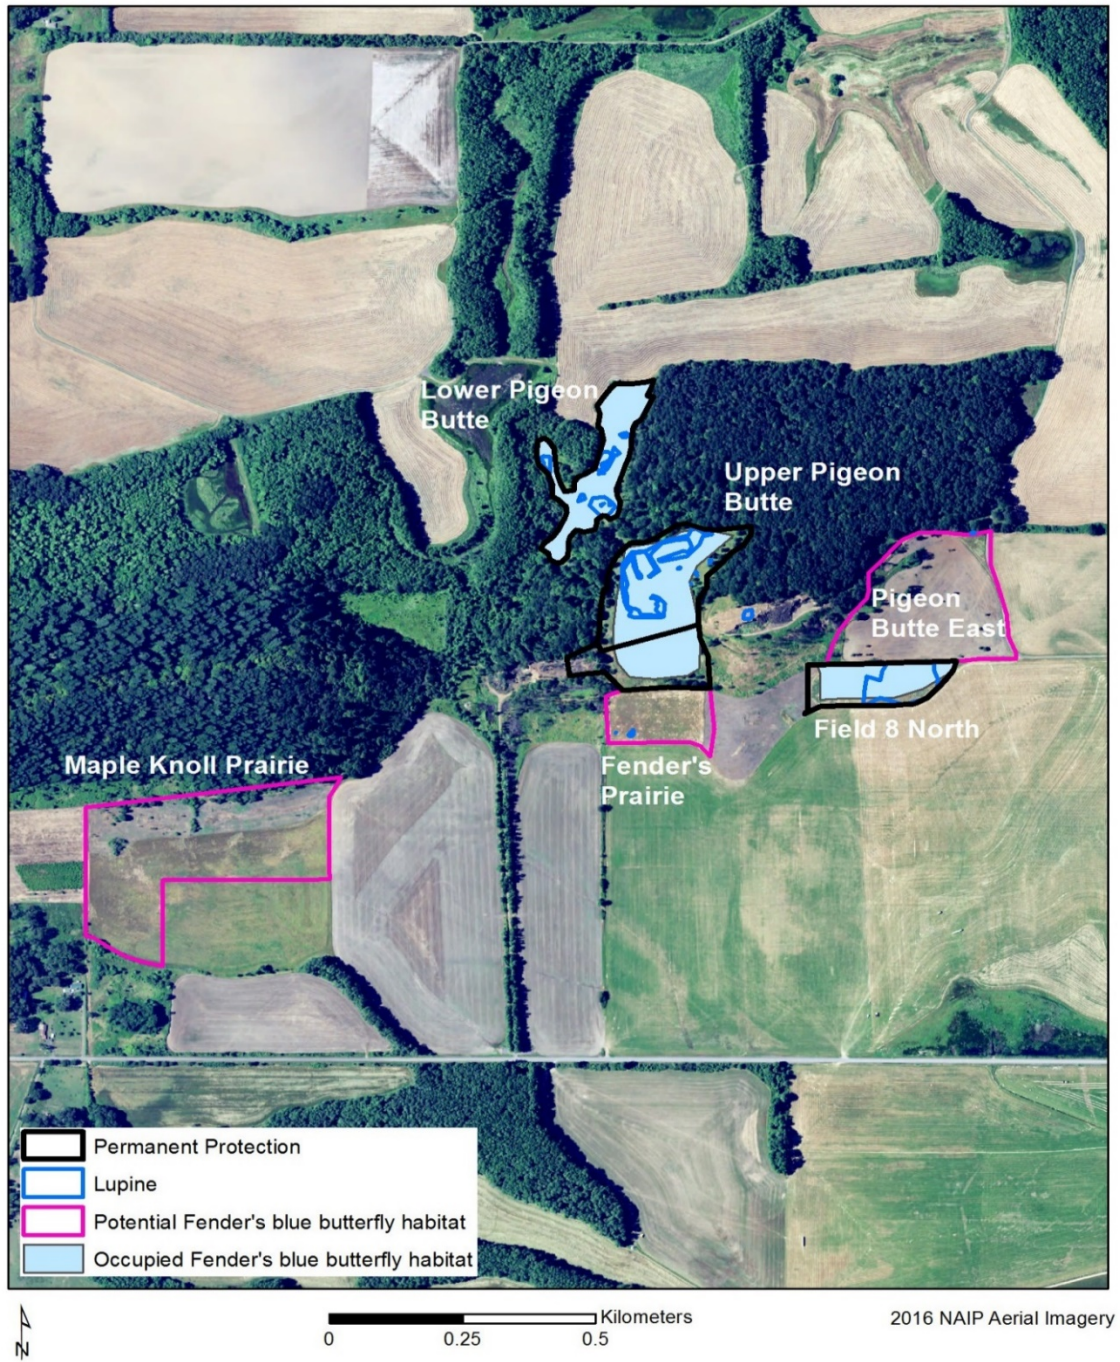 Lower Pigeon
Butte
Upper Pigeon
Butte
Pigeon
Butte East
Field 8 North
Maple Knoll Prairie
Fender's
Prairie
Permanent Protection
Lupine
Potential Fender's blue butterfly habitat
Occupied Fender's blue butterfly habitat
N
Kilometers
0 0.25 0.5
2016 NAIP Aerial Imagery